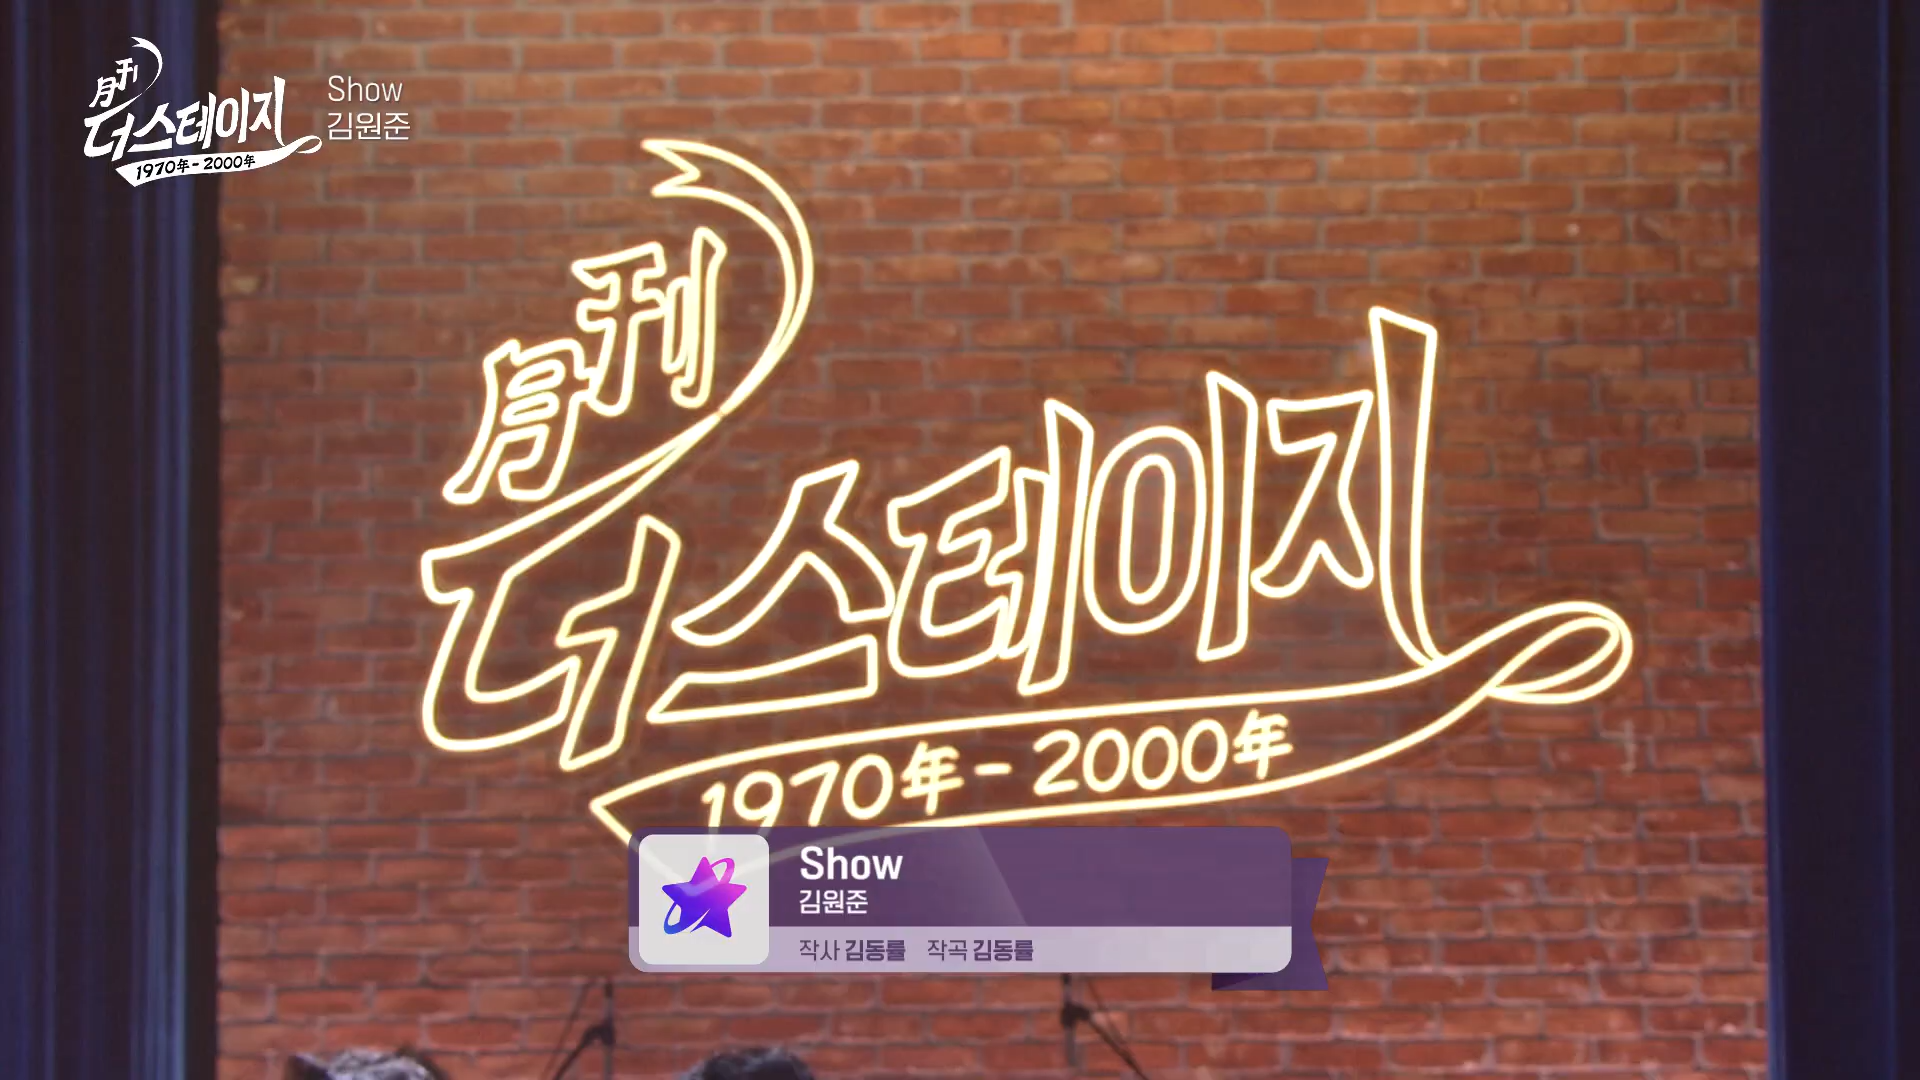 月刊
더 스테이지
1970年-2000年
Show
김원준
月刊
더 스테이지
1970年-2000年
Show
김원준
작사 김동률 작곡 김동률